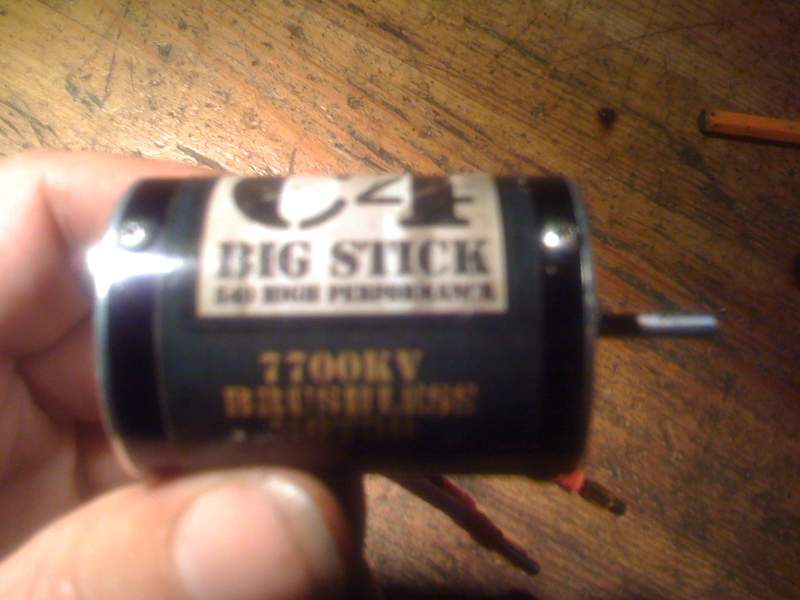 C4
BIG STICK
540 HIGH PERFORMANCE
7700KV
BRUSHLESS